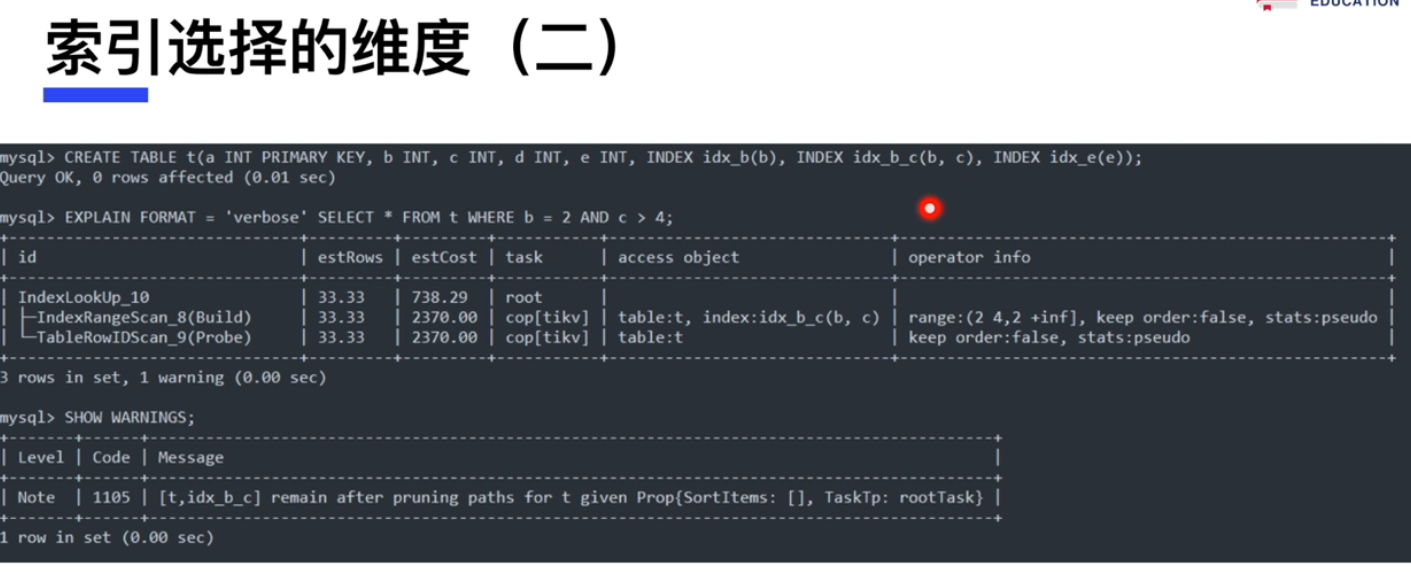 EDUCATION
索引选择的维度（二）
mysql> CREATE TABLE t(a INT PRIMARY KEY, b INT, c INT, d INT, e INT, INDEX idx_b(b), INDEX idx_b_c(b, c), INDEX idx_e(e));
Query OK, 0 rows affected (0.01 sec)
mysql> EXPLAIN FORMAT = 'verbose' SELECT * FROM t WHERE b = 2 AND c > 4;
| id | estRows | estCost | task | access object | operator info |
| IndexLookUp_10 | 33.33 | 738.29 | root | | |
| ├─IndexRangeScan_8(Build) | 33.33 | 2370.00 | cop[tikv] | table:t, index:idx_b_c(b, c) | range:(2 4,2 +inf], keep order:false, stats:pseudo |
| └─TableRowIDScan_9(Probe) | 33.33 | 2370.00 | cop[tikv] | table:t | keep order:false, stats:pseudo |
3 rows in set, 1 warning (0.00 sec)
mysql> SHOW WARNINGS;
| Level | Code | Message |
| Note | 1105 | [t,idx_b_c] remain after pruning paths for t given Prop{SortItems: [], TaskTp: rootTask} |
1 row in set (0.00 sec)